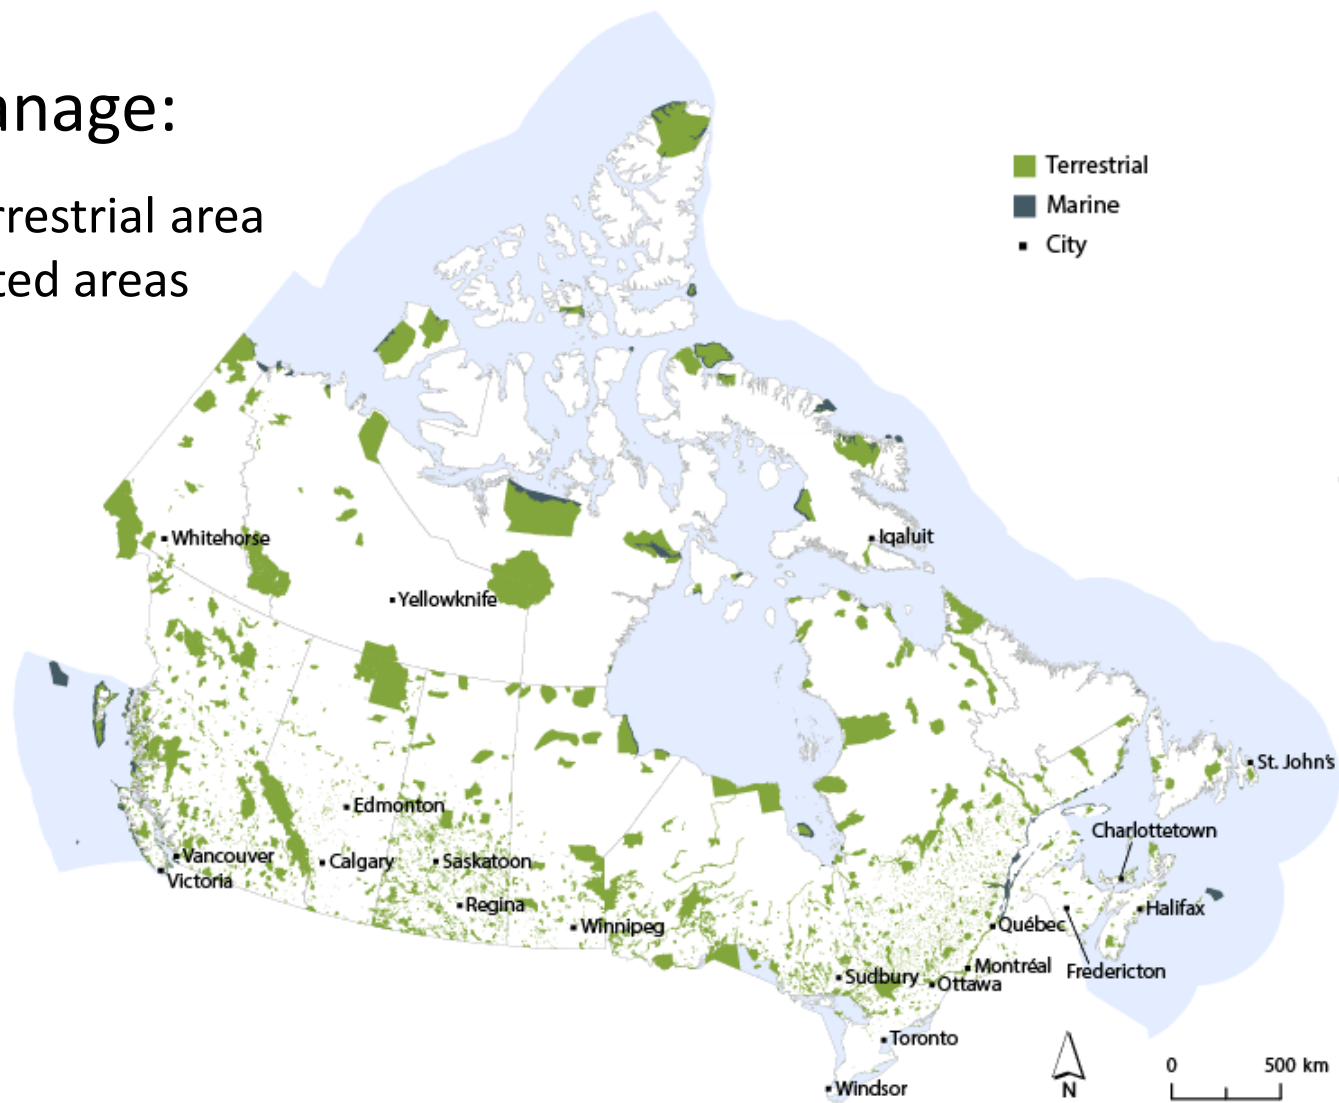 anage:
rrestrial area
ted areas
Terrestrial
Marine
City
Whitehorse
Iqaluit
Yellowknife
St. John's
Edmonton
Charlottetown
Vancouver
Calgary
Saskatoon
Victoria
Regina
Halifax
Winnipeg
Québec
Montréal
Fredericton
Sudbury
Ottawa
Toronto
0 500 km
Windsor
N